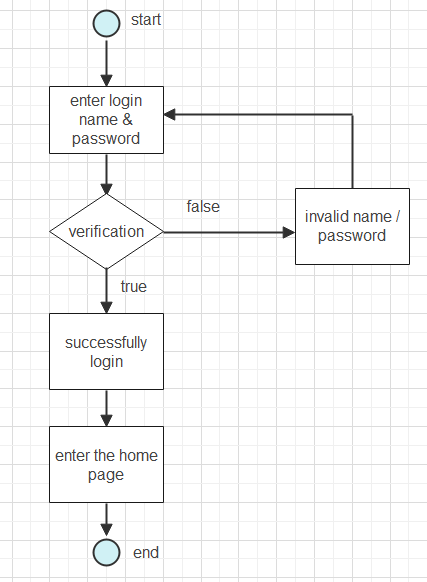 start
enter login
name &
password
verification
false
invalid name /
password
true
successfully
login
enter the home
page
end